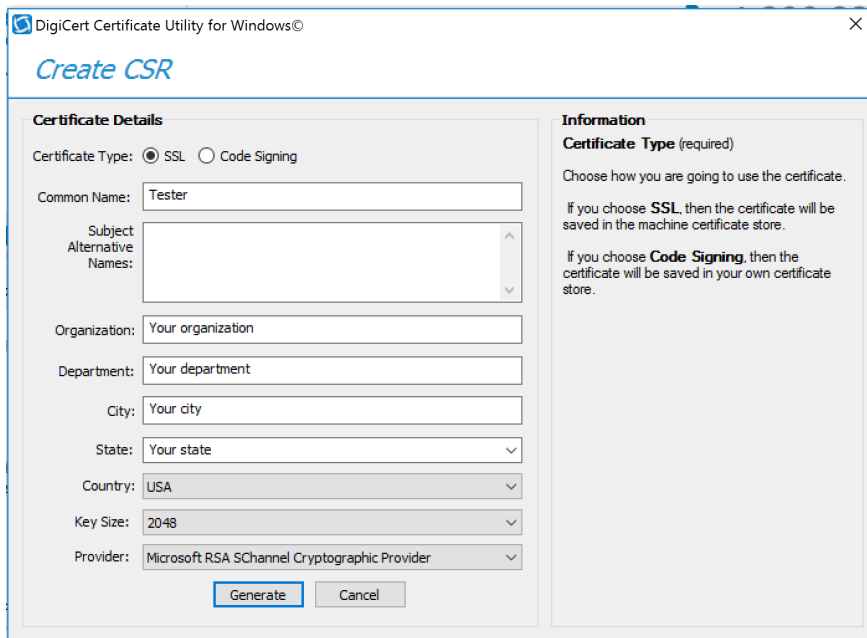 DigiCert Certificate Utility for Windows©
Create CSR
Certificate Details
Certificate Type: SSL Code Signing
Common Name: Tester
Subject
Alternative
Names:
Organization: Your organization
Department: Your department
City: Your city
State: Your state
Country: USA
Key Size: 2048
Provider: Microsoft RSA SChannel Cryptographic Provider
Generate Cancel
Information
Certificate Type (required)
Choose how you are going to use the certificate.
If you choose SSL, then the certificate will be
saved in the machine certificate store.
If you choose Code Signing, then the
certificate will be saved in your own certificate
store.